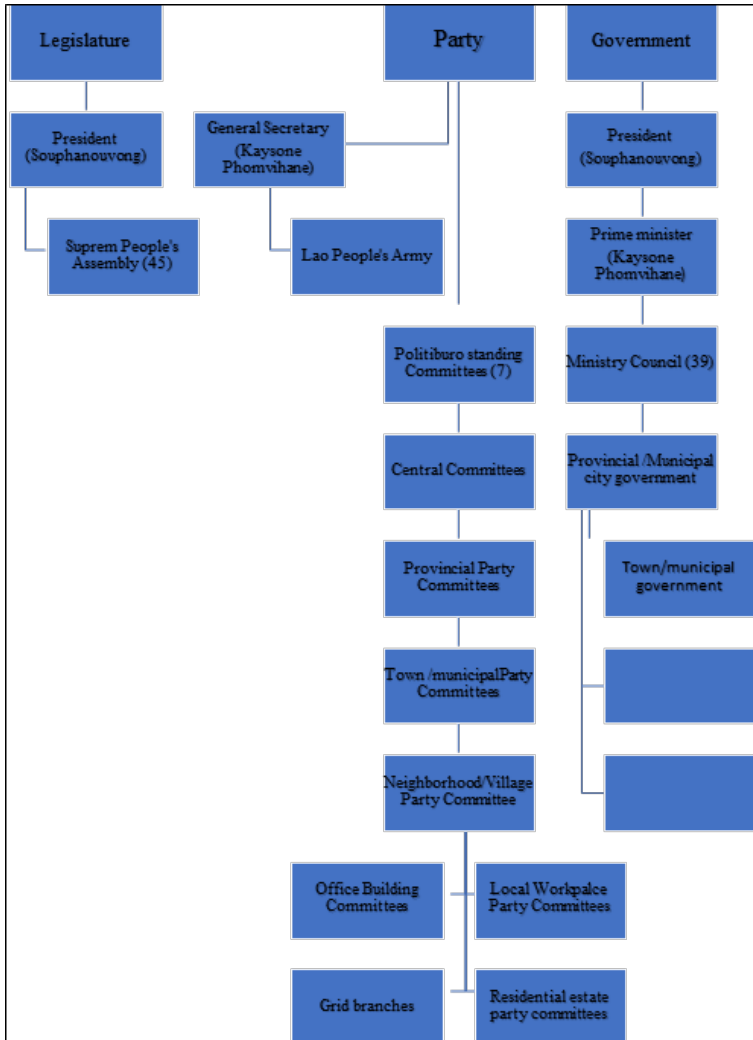 Legislature
Party
Government
President
(Souphanouvong)
General Secretary
(Kaysone
Phomvihane)
President
(Souphanouvong)
Suprem People's
Assembly (45)
Lao People's Army
Prime minister
(Kaysone
Phomvihane)
Politiburo standing
Committees (7)
Ministry Council (39)
Central Committees
Provincial /Municipal
city government
Provincial Party
Committees
Town/municipal
government
Town /municipalParty
Committees
Neighborhood/Village
Party Committee
Office Building
Committees
Local Workpalce
Party Committees
Grid branches
Residential estate
party committees